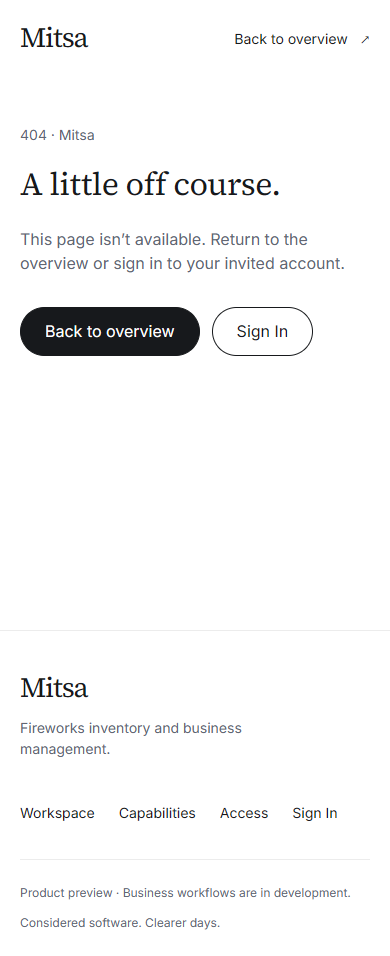 Mitsa
Back to overview ↗
404 · Mitsa
A little off course.
This page isn’t available. Return to the
overview or sign in to your invited account.
Back to overview
Sign In
Mitsa
Fireworks inventory and business
management.
Workspace Capabilities Access Sign In
Product preview · Business workflows are in development.
Considered software. Clearer days.